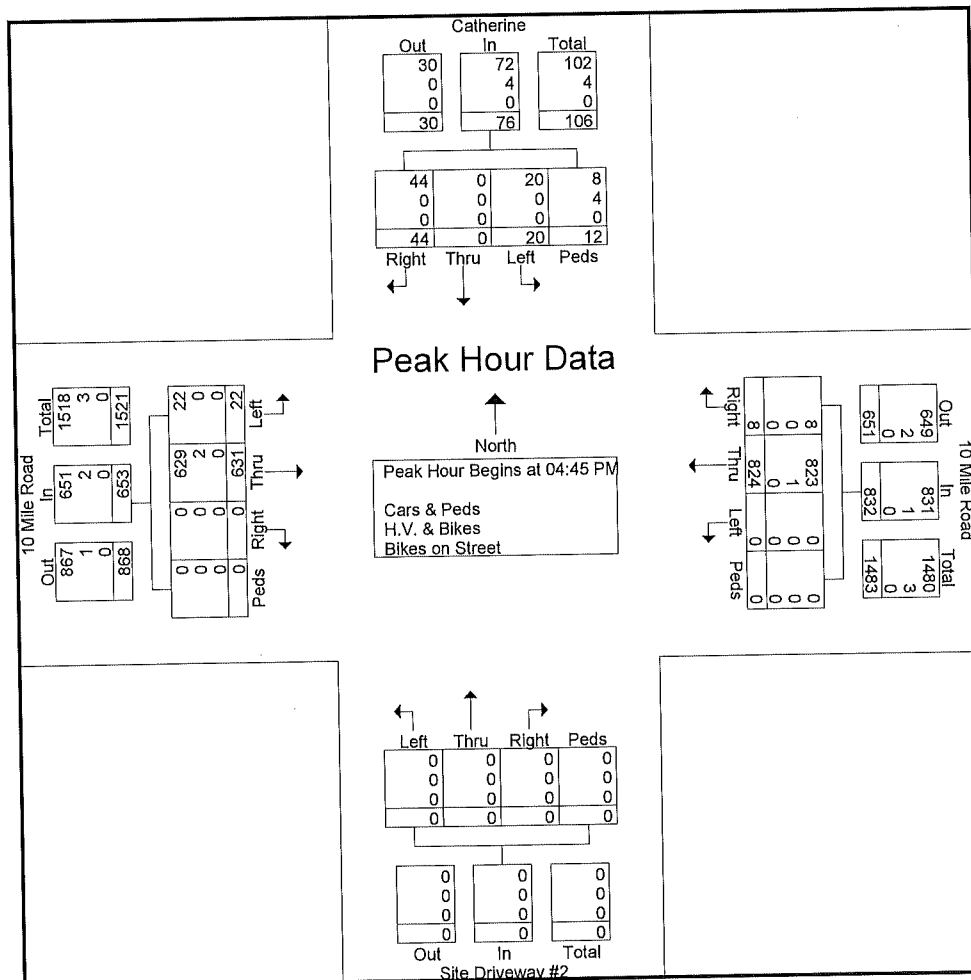 Catherine
Out In Total
30 72 102
0 4 4
0 0 0
30 76 106
44 0 20 8
0 0 0 4
0 0 0 0
44 0 20 12
Right Thru Left Peds
Peak Hour Data
North
Peak Hour Begins at 04:45 PM
Cars & Peds
H.V. & Bikes
Bikes on Street
10 Mile Road
Total
1518
3
0
1521
In
651
2
0
653
Out
867
1
0
868
22
0
0
22
Left
629
2
0
631
Thru
0
0
0
0
Right
0
0
0
0
Peds
10 Mile Road
Out
649
2
0
651
In
831
1
0
832
Total
1480
3
0
1483
8
0
0
8
Right
823
1
0
824
Thru
0
0
0
0
Left
0
0
0
0
Peds
Left Thru Right Peds
0 0 0 0
0 0 0 0
0 0 0 0
0 0 0 0
0 0 0
0 0 0
0 0 0
0 0 0
Out In Total
Site Driveway #2